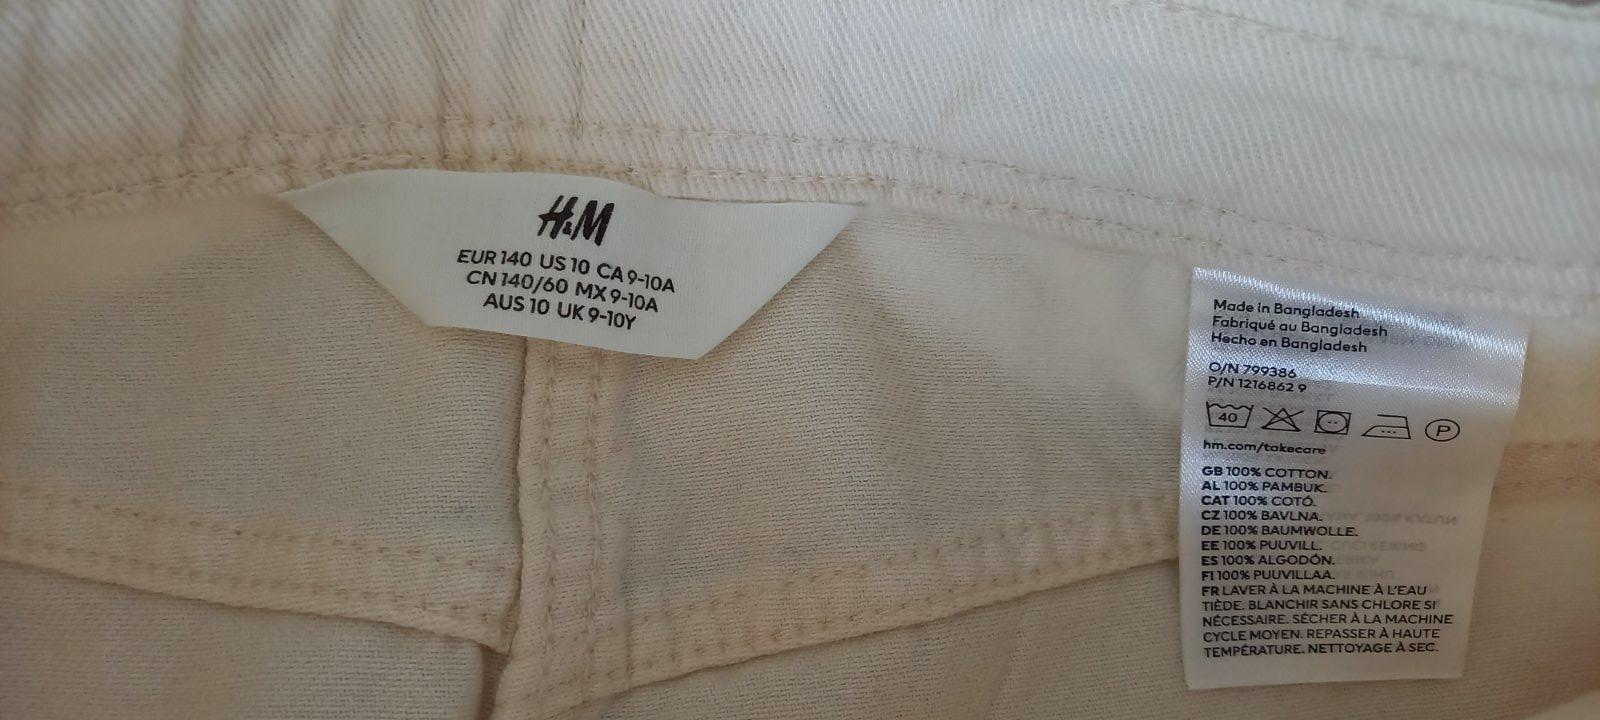 H&M
EUR 140 US 10 CA 9-10A
CN 140/60 MX 9-10A
AUS 10 UK 9-10Y
Made in Bangladesh
Fabriqué au Bangladesh
Hecho en Bangladesh
O/N 799386
P/N 1216862 9
40 P
hm.com/takecare
GB 100% COTTON.
AL 100% PAMBUK.
CAT 100% COTÓ.
CZ 100% BAVLNA.
DE 100% BAUMWOLLE.
EE 100% PUUVILL.
ES 100% ALGODÓN.
FI 100% PUUVILLAA.
FR LAVER À LA MACHINE À L'EAU
TIÈDE. BLANCHIR SANS CHLORE SI
NÉCESSAIRE. SÉCHER À LA MACHINE
CYCLE MOYEN. REPASSER À HAUTE
TEMPÉRATURE. NETTOYAGE À SEC.